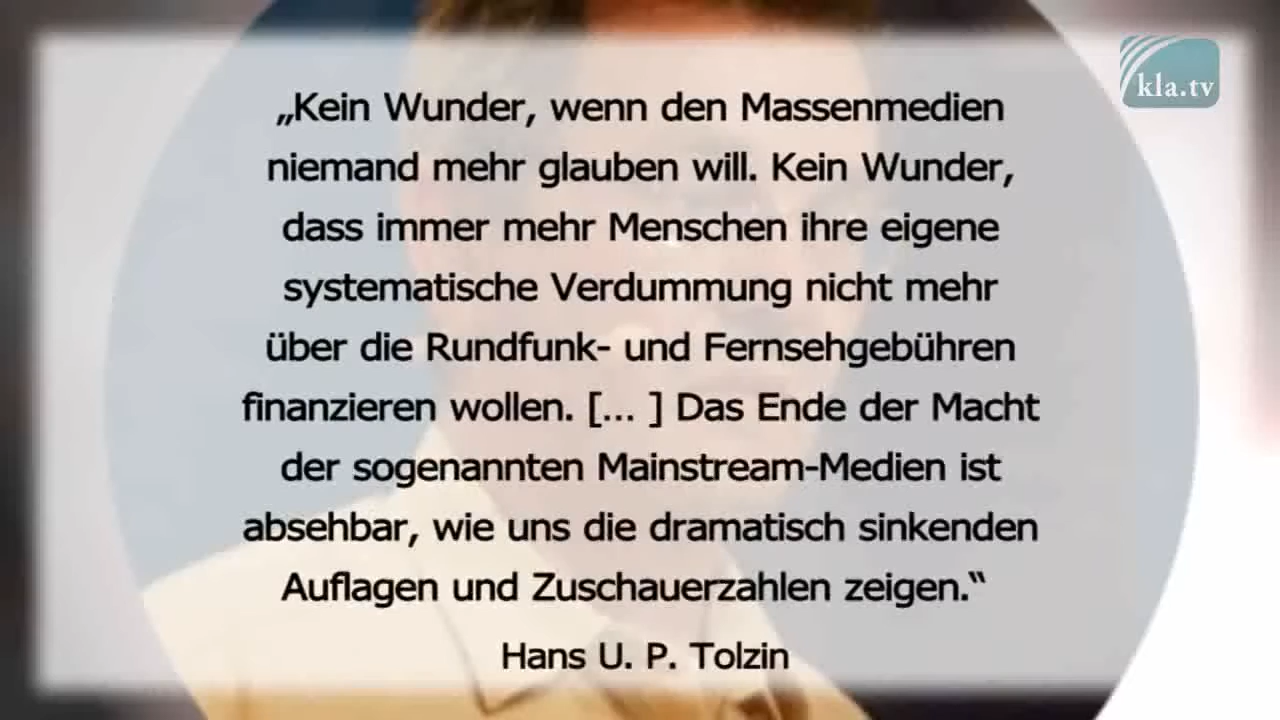 kla.tv
„Kein Wunder, wenn den Massenmedien
niemand mehr glauben will. Kein Wunder,
dass immer mehr Menschen ihre eigene
systematische Verdummung nicht mehr
über die Rundfunk- und Fernsehgebühren
finanzieren wollen. [... ] Das Ende der Macht
der sogenannten Mainstream-Medien ist
absehbar, wie uns die dramatisch sinkenden
Auflagen und Zuschauerzahlen zeigen.“
Hans U. P. Tolzin